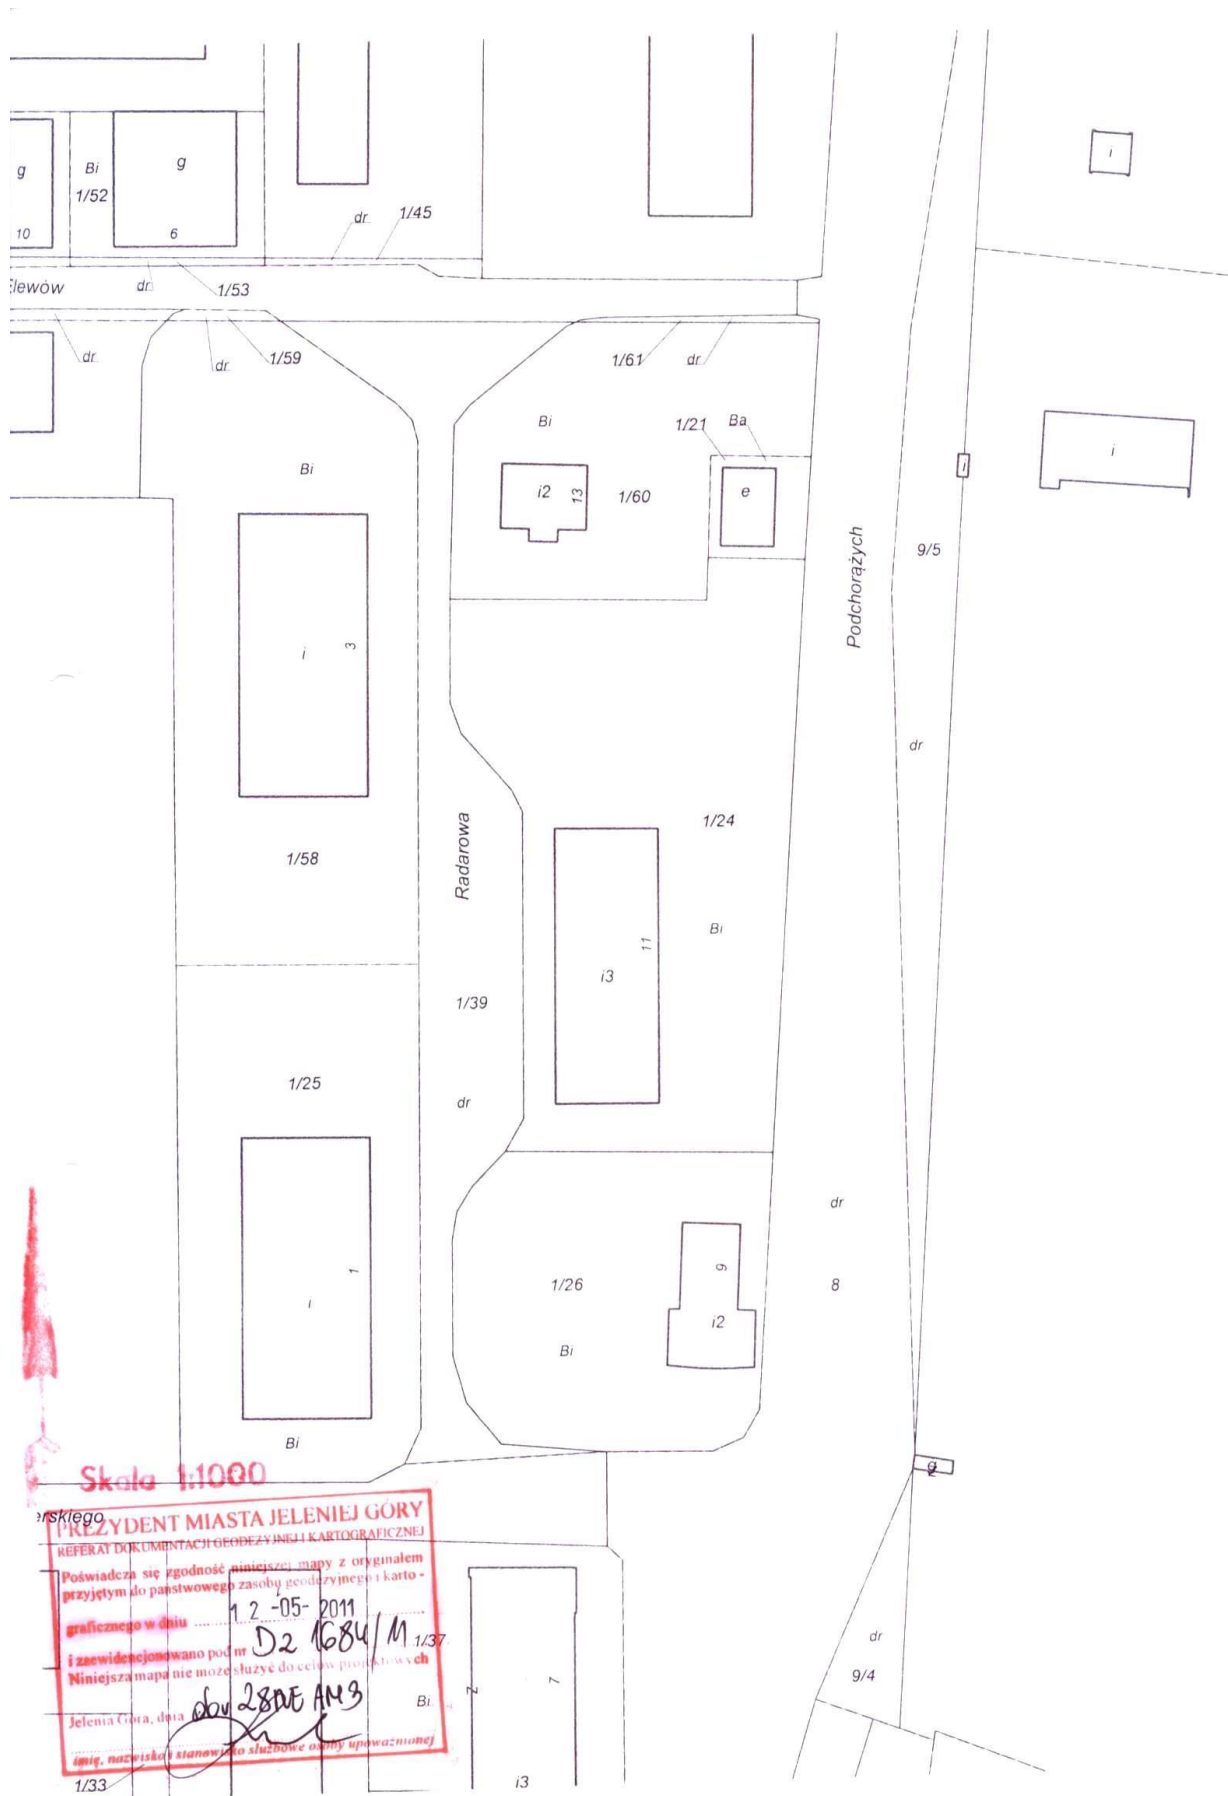 g
Bi
1/52
g
10
6
i
dr.
1/45
dr.
1/53
dr.
dr.
1/59
1/61
dr.
Bi
Bi
1/21
Ba
i2
13
1/60
e
i
i
Podchorążych
9/5
i
3
dr
1/58
Radarowa
1/24
Bi
11
i3
1/39
1/25
dr
dr
8
1
i
1/26
Bi
9
i2
Bi
Skala 1:1000
PREZYDENT MIASTA JELENIEJ GÓRY
REFERAT DOKUMENTACJI GEODEZYJNEJ I KARTOGRAFICZNEJ
Poświadcza się zgodność niniejszej mapy z oryginałem
przyjętym do państwowego zasobu geodezyjnego i karto -
graficznego w dniu 12 -05- 2011
i zaewidencjonowano pod nr
Niniejsza mapa nie może służyć do celów projektowych
Jelenia Góra, dnia
imię, nazwisko i stanowisko służbowe osoby upoważnionej
1/37
Bi
7
i3
1/33
dr
9/4